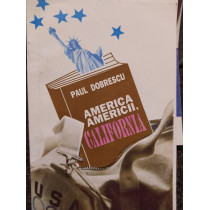 PAUL DOBRESCU
AMERICA
AMERICII,
CALIFORNIA
USA